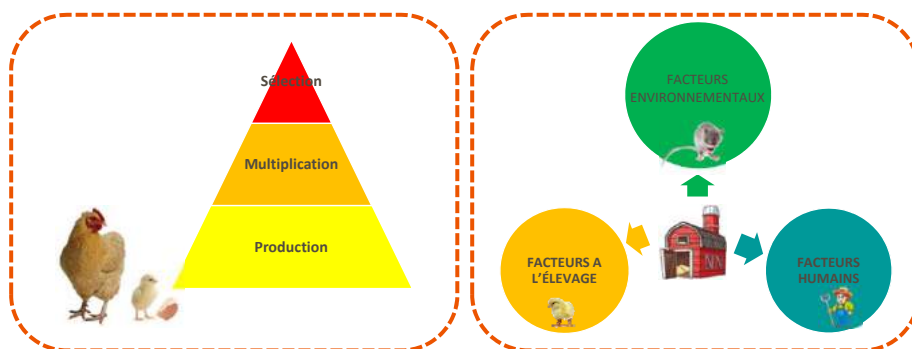 Sélection
Multiplication
Production
FACTEURS
ENVIRONNEMENTAUX
FACTEURS A
L'ÉLEVAGE
FACTEURS
HUMAINS